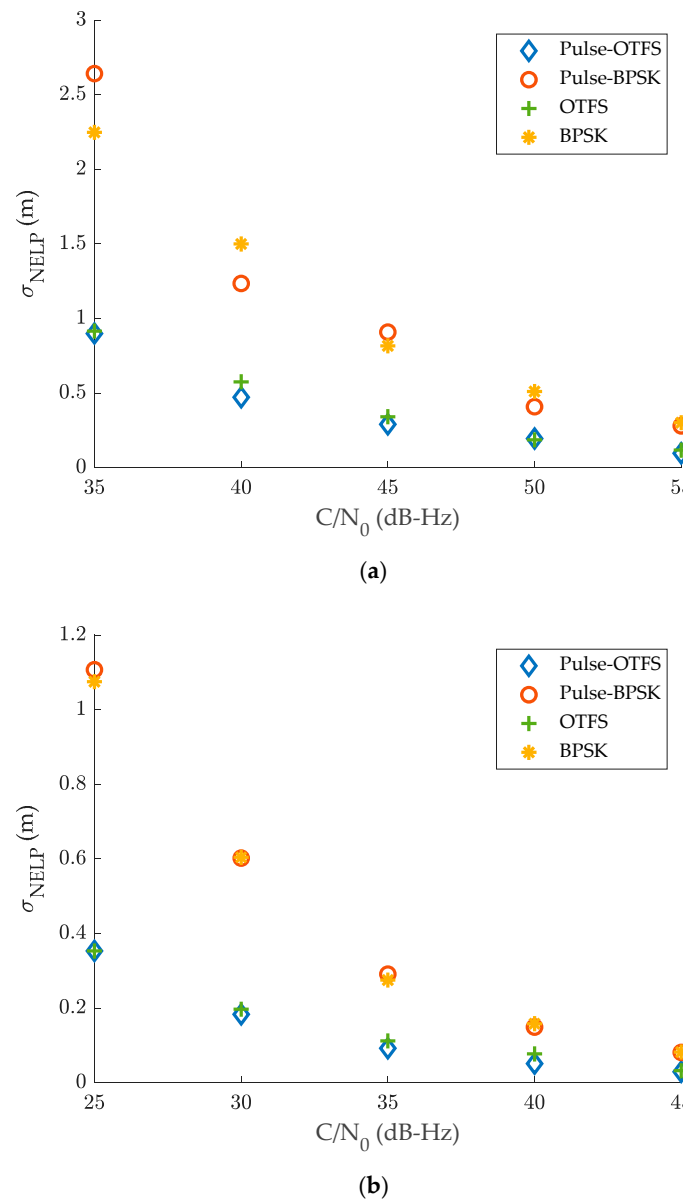 3
2.5
2
1.5
1
0.5
0
σNELP (m)
35 40 45 50 5
C/N0 (dB-Hz)
Pulse-OTFS
Pulse-BPSK
OTFS
BPSK
(a)
1.2
1
0.8
0.6
0.4
0.2
0
σNELP (m)
25 30 35 40 4
C/N0 (dB-Hz)
Pulse-OTFS
Pulse-BPSK
OTFS
BPSK
(b)